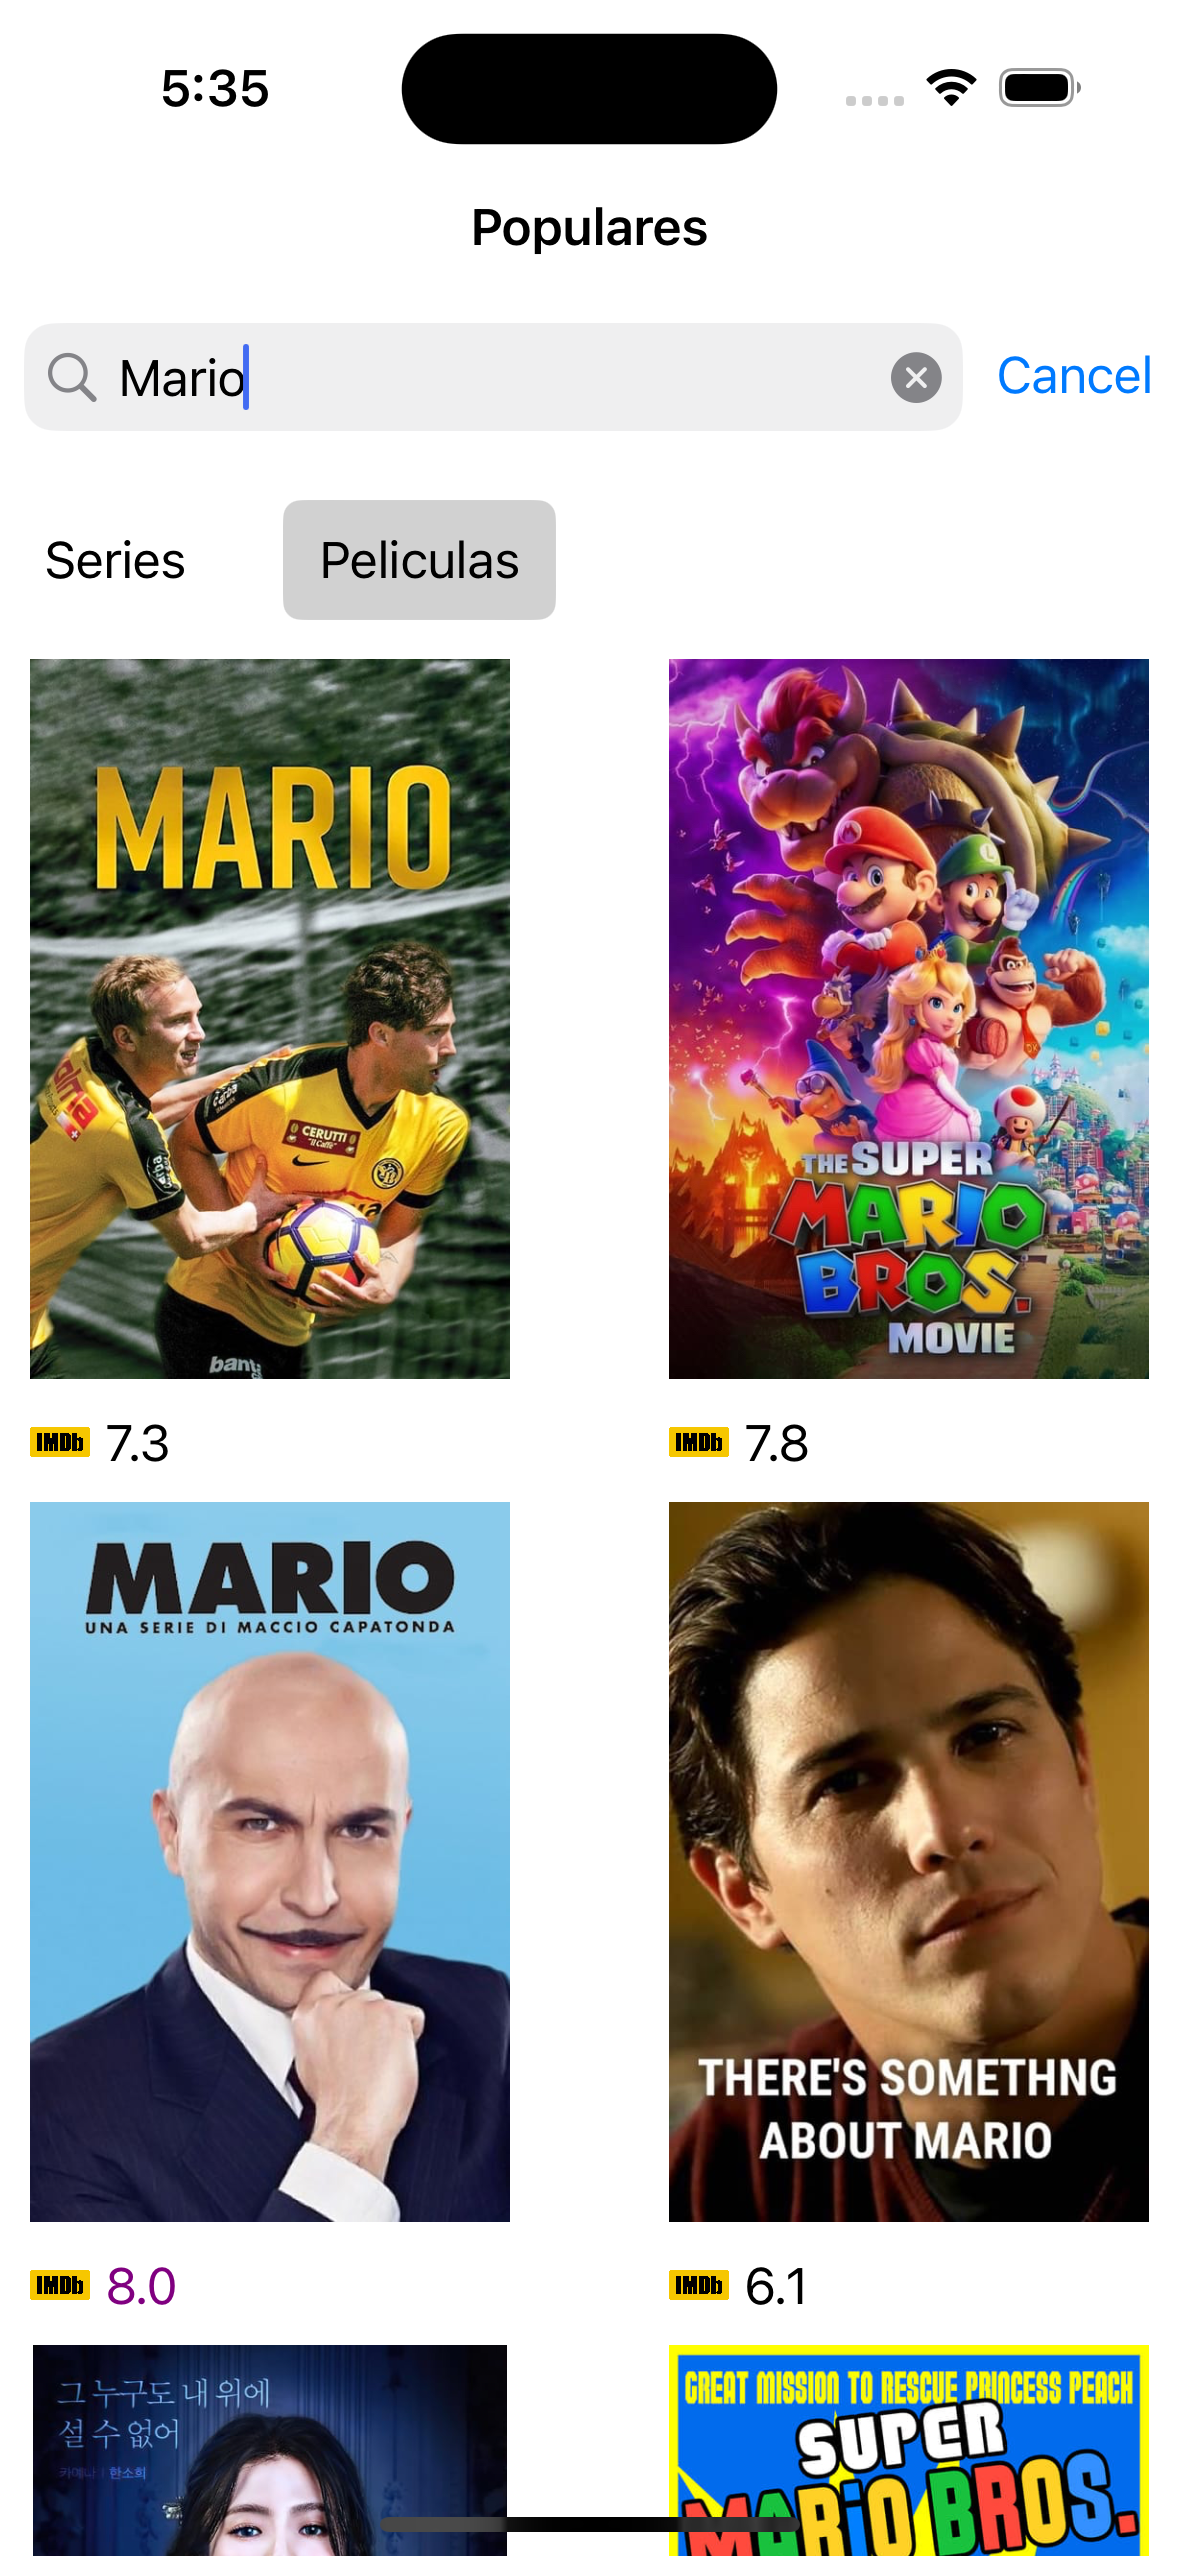 5:35
Populares
Mario
Cancel
Series
Peliculas
MARIO
CERUTTI
"Il Caffè"
THE SUPER
MARIO
BROS.
MOVIE
IMDb 7.3
IMDb 7.8
MARIO
UNA SERIE DI MACCIO CAPATONDA
THERE'S SOMETHNG
ABOUT MARIO
IMDb 8.0
IMDb 6.1
그 누구도 내 위에
설 수 없어
한소희
GREAT MISSION TO RESCUE PRINCESS PEACH
SUPER
MARIO BROS.